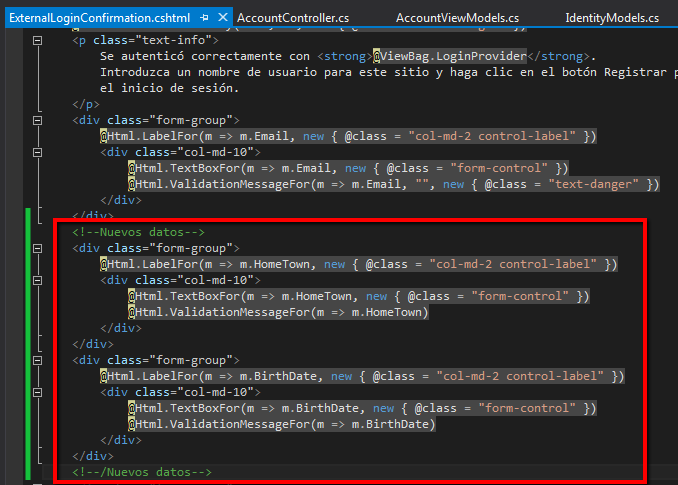 ExternalLoginConfirmation.cshtml AccountController.cs AccountViewModels.cs IdentityModels.cs
<p class="text-info">
Se autenticó correctamente con <strong>@ViewBag.LoginProvider</strong>.
Introduzca un nombre de usuario para este sitio y haga clic en el botón Registrar p
el inicio de sesión.
</p>
<div class="form-group">
@Html.LabelFor(m => m.Email, new { @class = "col-md-2 control-label" })
<div class="col-md-10">
@Html.TextBoxFor(m => m.Email, new { @class = "form-control" })
@Html.ValidationMessageFor(m => m.Email, "", new { @class = "text-danger" })
</div>
</div>
<!--Nuevos datos-->
<div class="form-group">
@Html.LabelFor(m => m.HomeTown, new { @class = "col-md-2 control-label" })
<div class="col-md-10">
@Html.TextBoxFor(m => m.HomeTown, new { @class = "form-control" })
@Html.ValidationMessageFor(m => m.HomeTown)
</div>
</div>
<div class="form-group">
@Html.LabelFor(m => m.BirthDate, new { @class = "col-md-2 control-label" })
<div class="col-md-10">
@Html.TextBoxFor(m => m.BirthDate, new { @class = "form-control" })
@Html.ValidationMessageFor(m => m.BirthDate)
</div>
</div>
<!--/Nuevos datos-->